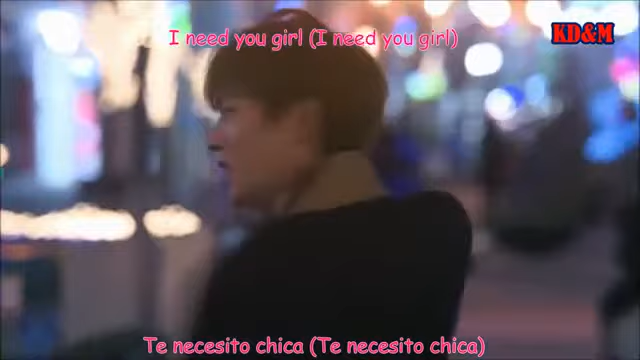 I need you girl (I need you girl)
KD&M
Te necesito chica (Te necesito chica)